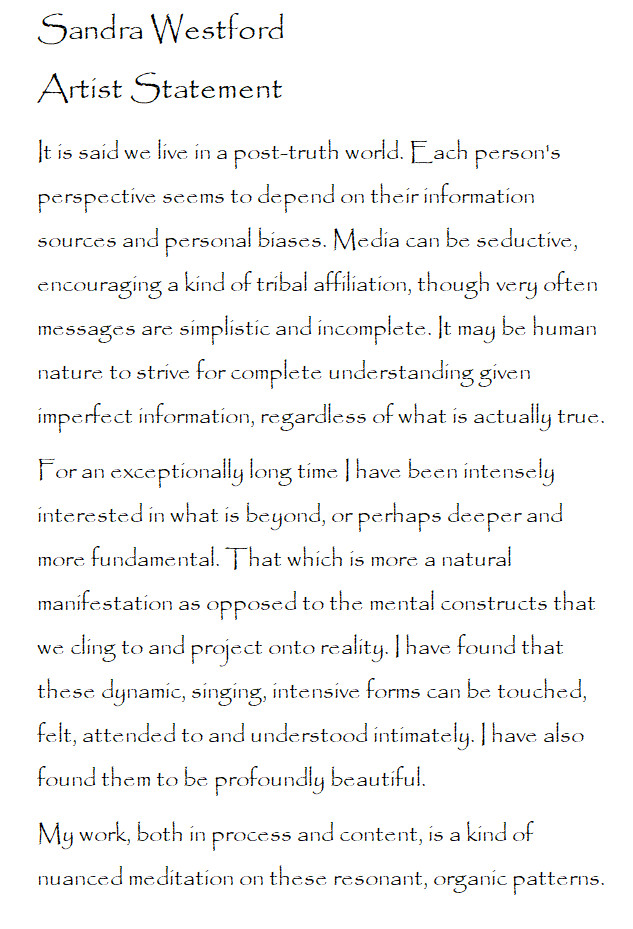 Sandra Westford
Artist Statement
It is said we live in a post-truth world. Each person's
perspective seems to depend on their information
sources and personal biases. Media can be seductive,
encouraging a kind of tribal affiliation, though very often
messages are simplistic and incomplete. It may be human
nature to strive for complete understanding given
imperfect information, regardless of what is actually true.
For an exceptionally long time I have been intensely
interested in what is beyond, or perhaps deeper and
more fundamental. That which is more a natural
manifestation as opposed to the mental constructs that
we cling to and project onto reality. I have found that
these dynamic, singing, intensive forms can be touched,
felt, attended to and understood intimately. I have also
found them to be profoundly beautiful.
My work, both in process and content, is a kind of
nuanced meditation on these resonant, organic patterns.